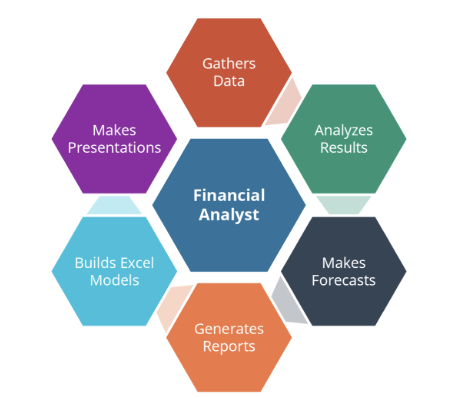 Gathers
Data
Analyzes
Results
Makes
Forecasts
Generates
Reports
Builds Excel
Models
Makes
Presentations
Financial
Analyst